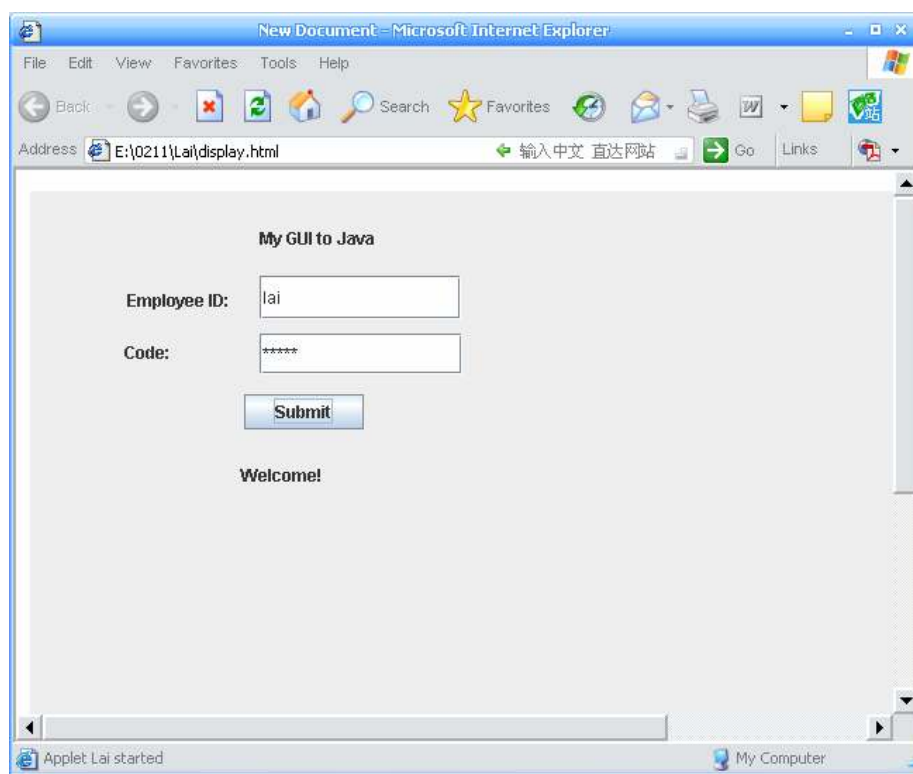 New Document - Microsoft Internet Explorer
File Edit View Favorites Tools Help
Back Search Favorites W 站
Address E:\0211\Lai\display.html 输入中文 直达网站 Go Links
My GUI to Java
Employee ID: lai
Code: *****
Submit
Welcome!
Applet Lai started My Computer